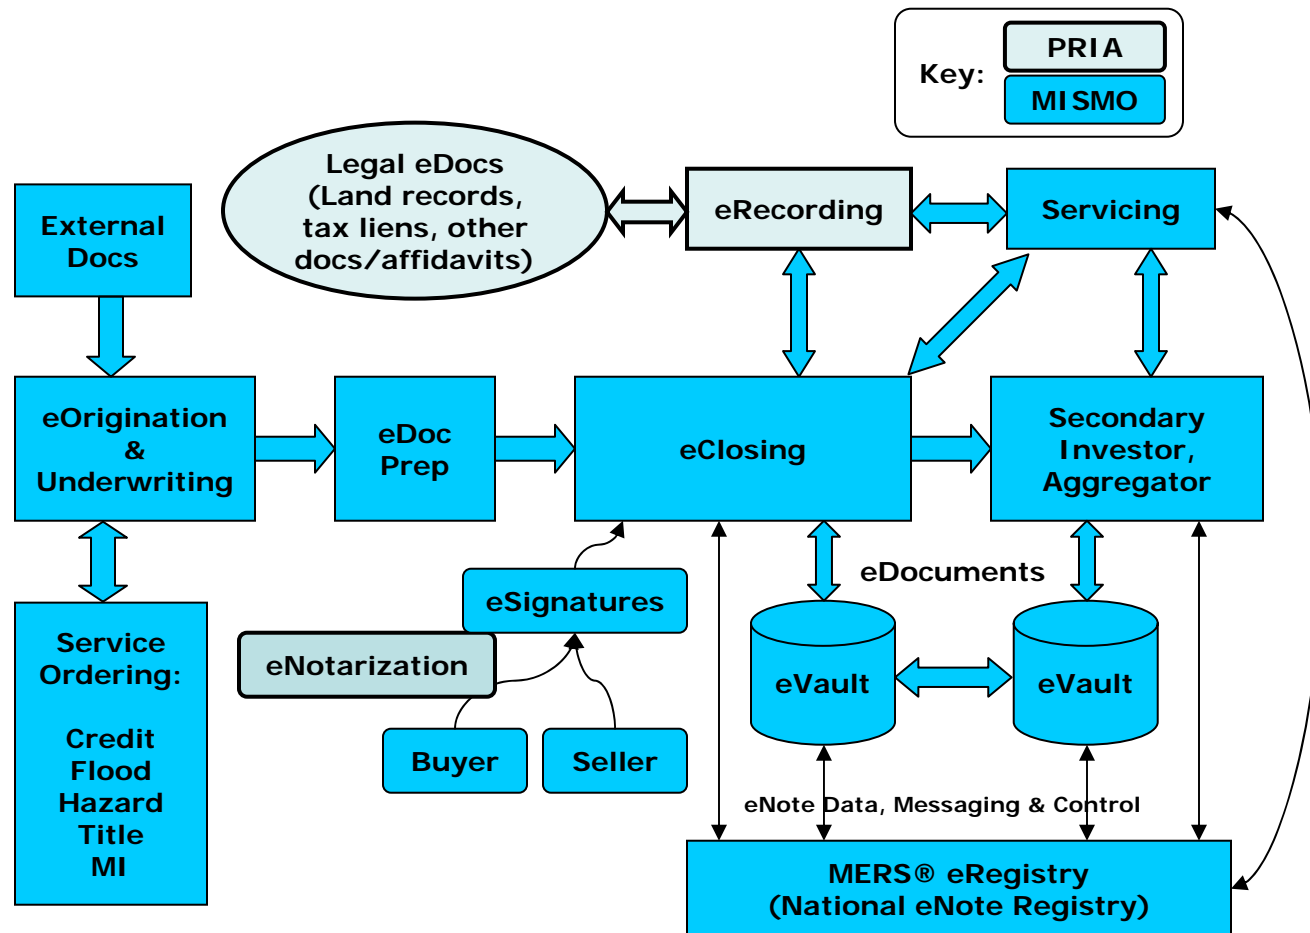 Key:
PRIA
MISMO
Legal eDocs
(Land records,
tax liens, other
docs/affidavits)
eRecording
Servicing
External
Docs
eOrigination
&
Underwriting
eDoc
Prep
eClosing
Secondary
Investor,
Aggregator
eDocuments
eSignatures
eNotarization
Service
Ordering:
Credit
Flood
Hazard
Title
MI
eVault
eVault
Buyer
Seller
eNote Data, Messaging & Control
MERS® eRegistry
(National eNote Registry)